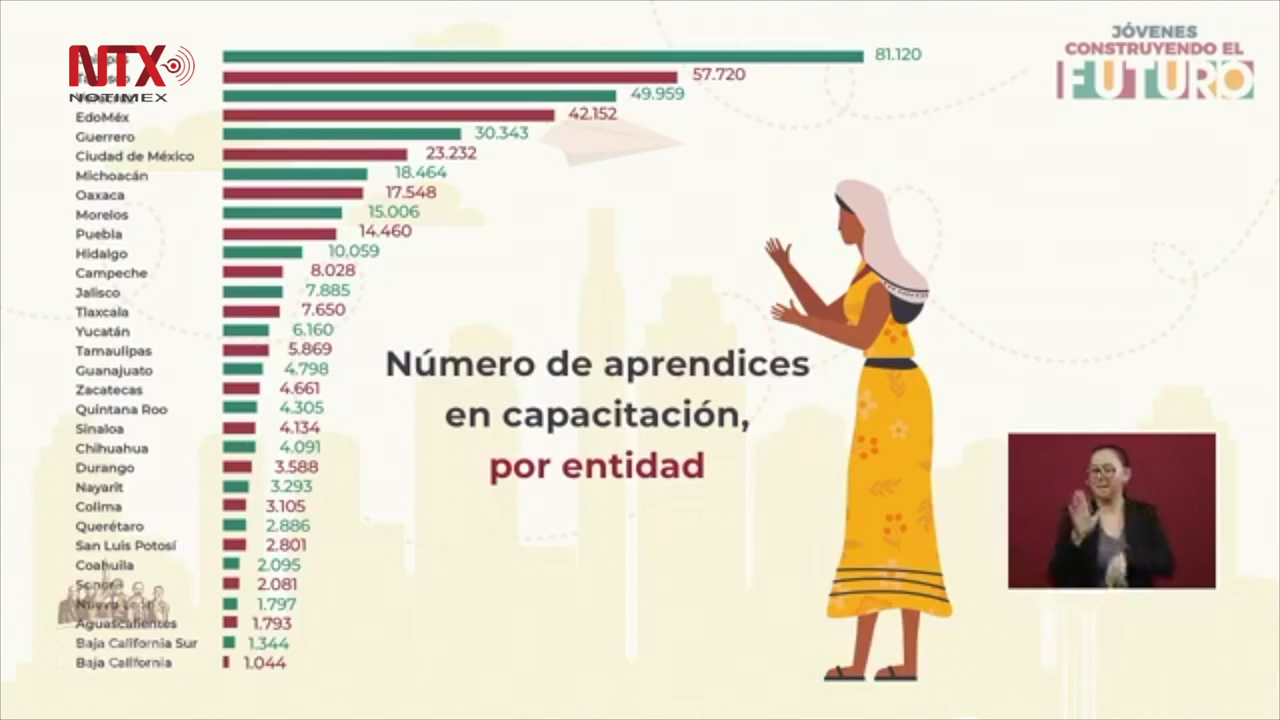 NTX
NOTIMEX
81.120
57.720
49.959
EdoMéx 42.152
Guerrero 30.343
Ciudad de México 23.232
Michoacán 18.464
Oaxaca 17.548
Morelos 15.006
Puebla 14.460
Hidalgo 10.059
Campeche 8.028
Jalisco 7.885
Tlaxcala 7.650
Yucatán 6.160
Tamaulipas 5.869
Guanajuato 4.798
Zacatecas 4.661
Quintana Roo 4.305
Sinaloa 4.134
Chihuahua 4.091
Durango 3.588
Nayarit 3.293
Colima 3.105
Querétaro 2.886
San Luis Potosí 2.801
Coahuila 2.095
Sonora 2.081
Nuevo León 1.797
Aguascalientes 1.793
Baja California Sur 1.344
Baja California 1.044
Número de aprendices
en capacitación,
por entidad
JÓVENES
CONSTRUYENDO EL
FUTURO